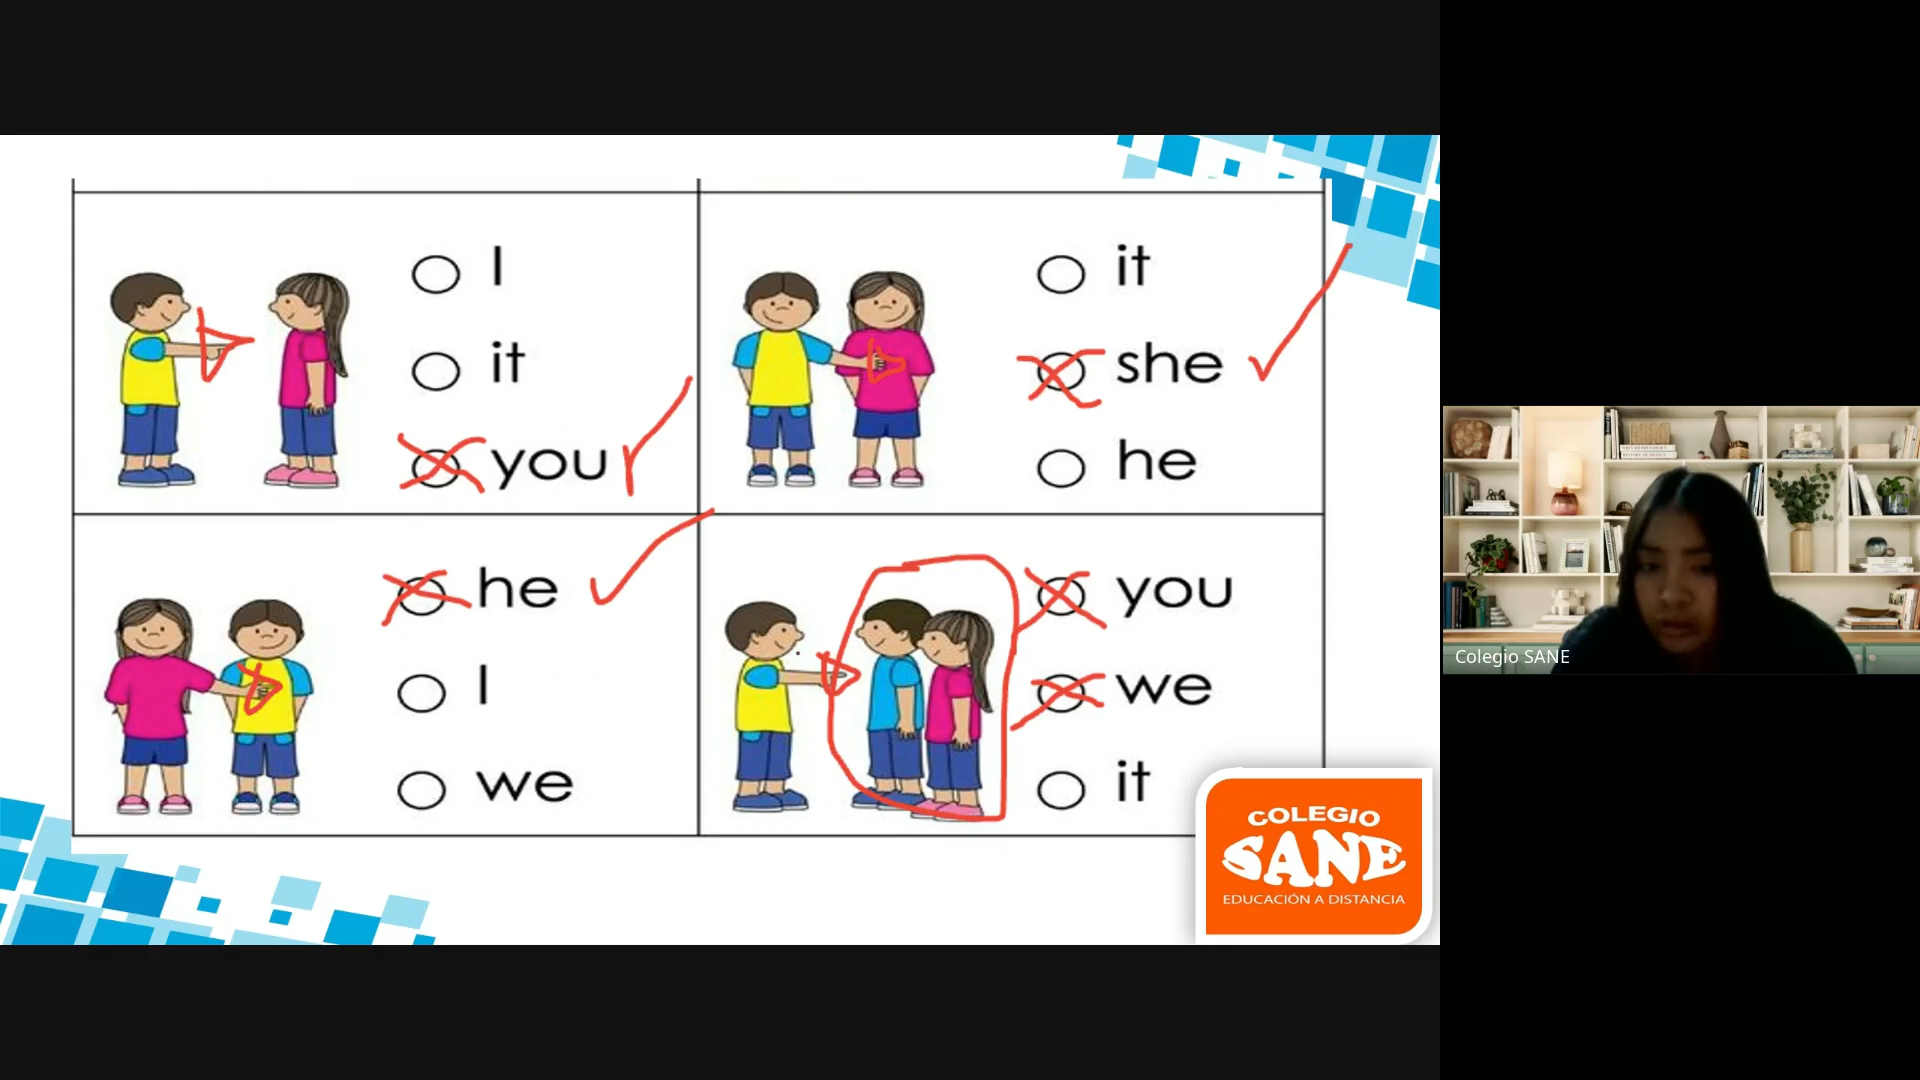 I
it
you
it
she
he
he
I
we
you
we
it
COLEGIO
SANE
EDUCACIÓN A DISTANCIA
Colegio SANE